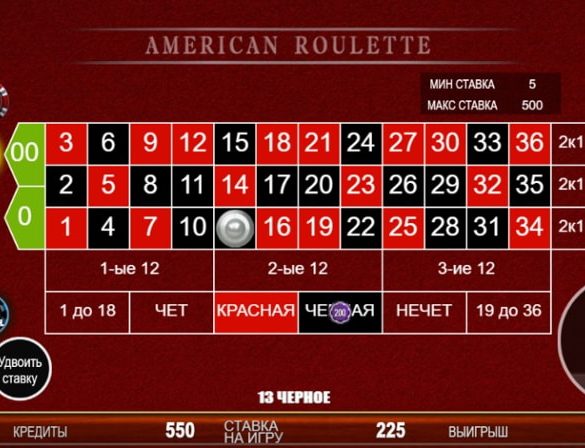 AMERICAN ROULETTE
МИН СТАВКА 5
МАКС СТАВКА 500
00 3 6 9 12 15 18 21 24 27 30 33 36 2к1
2 5 8 11 14 17 20 23 26 29 32 35 2к1
0 1 4 7 10 16 19 22 25 28 31 34 2к1
1-ые 12 2-ые 12 3-ие 12
1 до 18 ЧЕТ КРАСНАЯ 200 НЕЧЕТ 19 до 36
Удвоить
ставку
13 ЧЕРНОЕ
КРЕДИТЫ 550 СТАВКА НА ИГРУ 225 ВЫИГРЫШ